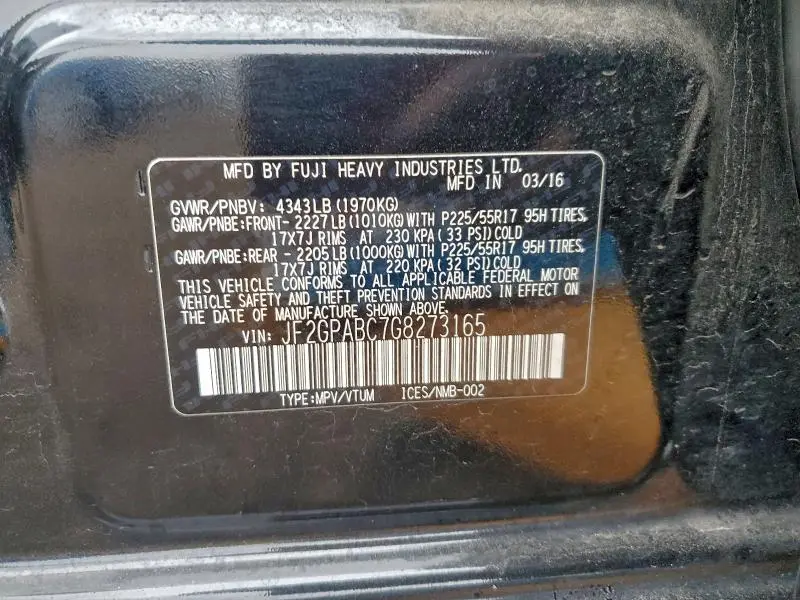 MFD BY FUJI HEAVY INDUSTRIES LTD.
MFD IN 03/16
GVWR/PNBV: 4343LB (1970KG)
GAWR/PNBE:FRONT- 2227LB(1010KG)WITH P225/55R17 95H TIRES,
17X7J RIMS AT 230 KPA( 33 PSI)COLD
GAWR/PNBE:REAR - 2205LB(1000KG)WITH P225/55R17 95H TIRES,
17X7J RIMS AT 220 KPA( 32 PSI)COLD
THIS VEHICLE CONFORMS TO ALL APPLICABLE FEDERAL MOTOR
VEHICLE SAFETY AND THEFT PREVENTION STANDARDS IN EFFECT ON
THE DATE OF MANUFACTURE SHOWN ABOVE.
VIN: JF2GPABC7G8273165
TYPE:MPV/VTUM ICES/NMB-002